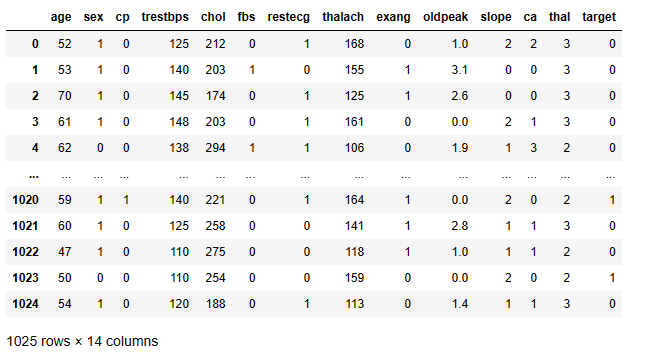 age sex cp trestbps chol fbs restecg thalach exang oldpeak slope ca thal target
0 52 1 0 125 212 0 1 168 0 1.0 2 2 3 0
1 53 1 0 140 203 1 0 155 1 3.1 0 0 3 0
2 70 1 0 145 174 0 1 125 1 2.6 0 0 3 0
3 61 1 0 148 203 0 1 161 0 0.0 2 1 3 0
4 62 0 0 138 294 1 1 106 0 1.9 1 3 2 0
... ... ... ... ... ... ... ... ... ... ... ... ... ... ...
1020 59 1 1 140 221 0 1 164 1 0.0 2 0 2 1
1021 60 1 0 125 258 0 0 141 1 2.8 1 1 3 0
1022 47 1 0 110 275 0 0 118 1 1.0 1 1 2 0
1023 50 0 0 110 254 0 0 159 0 0.0 2 0 2 1
1024 54 1 0 120 188 0 1 113 0 1.4 1 1 3 0
1025 rows × 14 columns